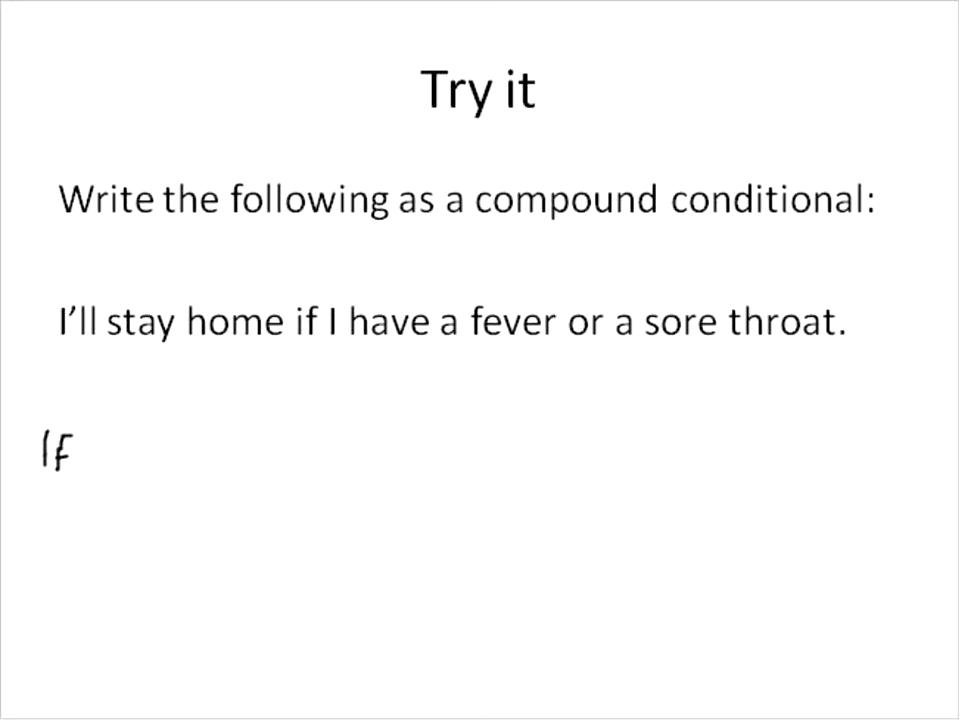 Try it
Write the following as a compound conditional:
I’ll stay home if I have a fever or a sore throat.
If